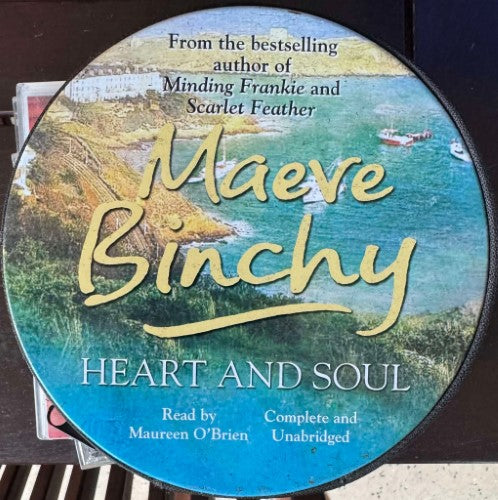 From the bestselling
author of
Minding Frankie and
Scarlet Feather
Maeve
Binchy
HEART AND SOUL
Read by
Maureen O'Brien
Complete and
Unabridged